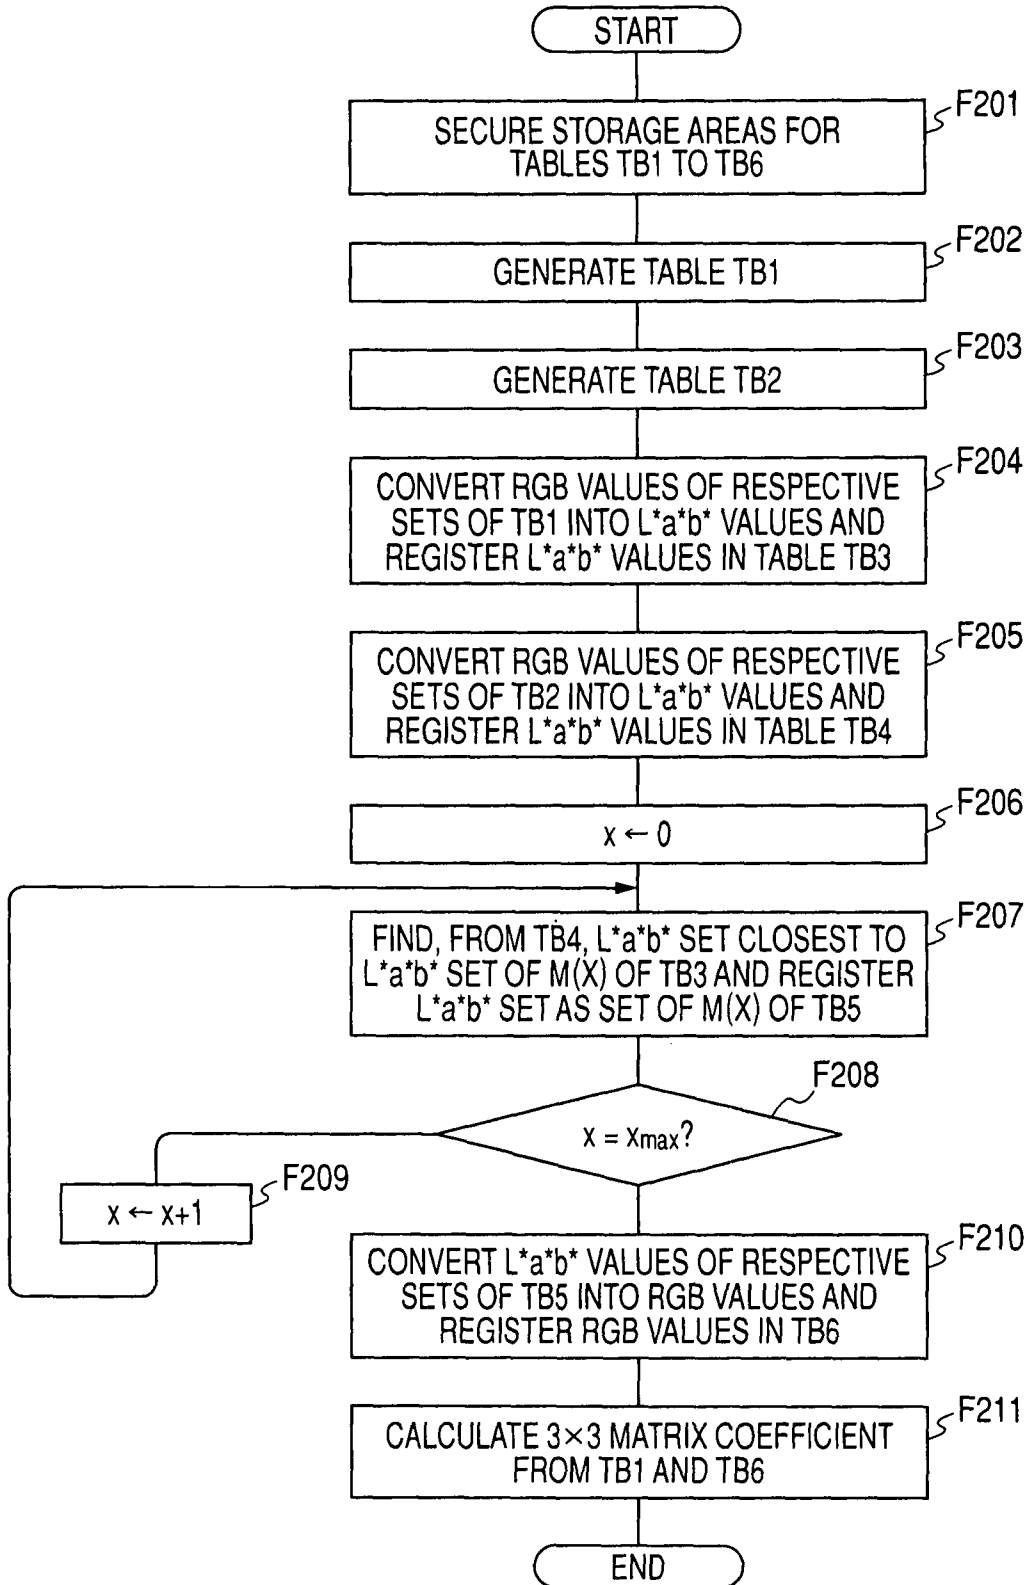 START
F201
SECURE STORAGE AREAS FOR
TABLES TB1 TO TB6
F202
GENERATE TABLE TB1
F203
GENERATE TABLE TB2
F204
CONVERT RGB VALUES OF RESPECTIVE
SETS OF TB1 INTO L*a*b* VALUES AND
REGISTER L*a*b* VALUES IN TABLE TB3
F205
CONVERT RGB VALUES OF RESPECTIVE
SETS OF TB2 INTO L*a*b* VALUES AND
REGISTER L*a*b* VALUES IN TABLE TB4
F206
x ← 0
F207
FIND, FROM TB4, L*a*b* SET CLOSEST TO
L*a*b* SET OF M(X) OF TB3 AND REGISTER
L*a*b* SET AS SET OF M(X) OF TB5
F208
x = xmax?
F209
x ← x+1
F210
CONVERT L*a*b* VALUES OF RESPECTIVE
SETS OF TB5 INTO RGB VALUES AND
REGISTER RGB VALUES IN TB6
F211
CALCULATE 3×3 MATRIX COEFFICIENT
FROM TB1 AND TB6
END